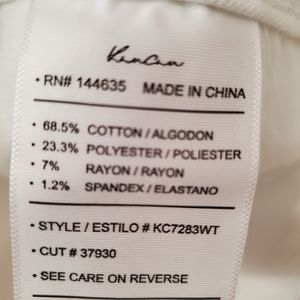 KanCan
• RN# 144635 MADE IN CHINA
• 68.5% COTTON / ALGODON
• 23.3% POLYESTER / POLIESTER
• 7% RAYON / RAYON
• 1.2% SPANDEX / ELASTANO
• STYLE / ESTILO # KC7283WT
• CUT # 37930
• SEE CARE ON REVERSE